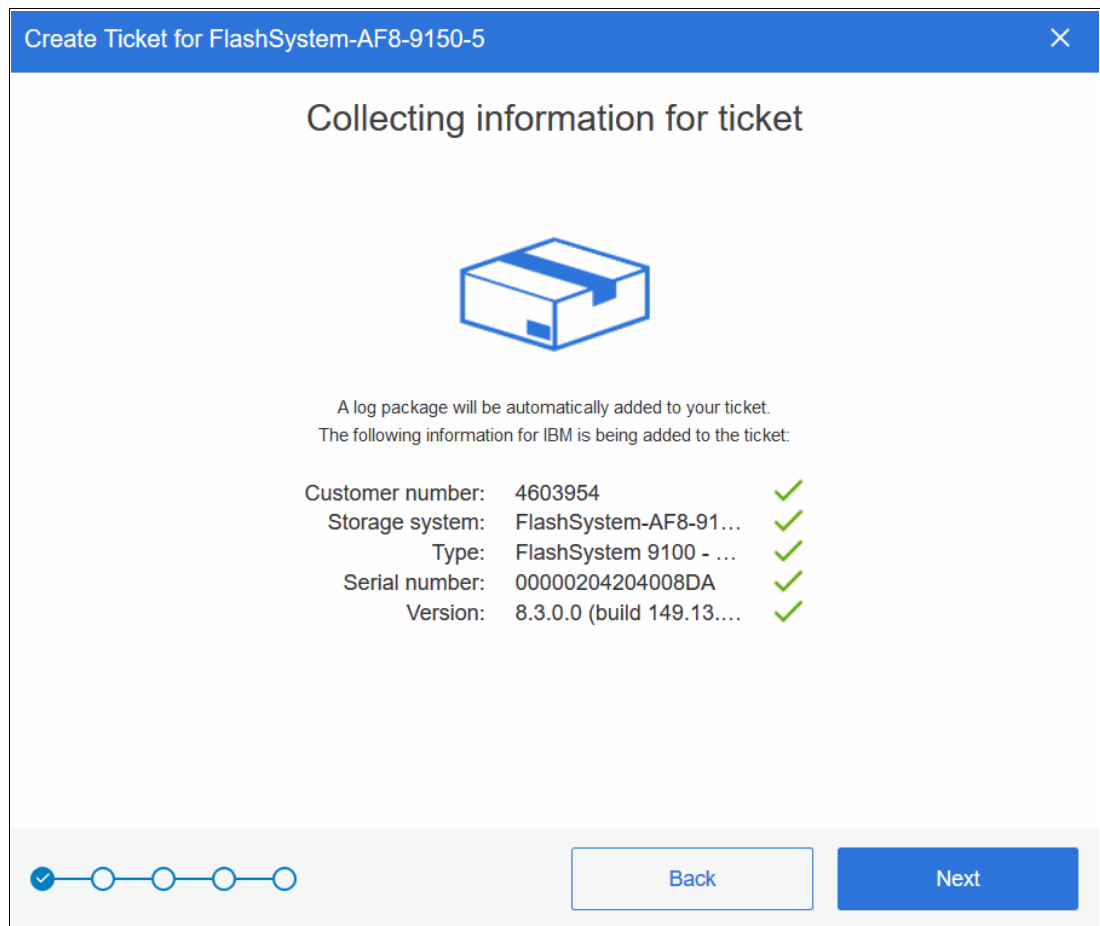 Create Ticket for FlashSystem-AF8-9150-5
Collecting information for ticket
A log package will be automatically added to your ticket.
The following information for IBM is being added to the ticket:
Customer number: 4603954
Storage system: FlashSystem-AF8-91...
Type: FlashSystem 9100 - ...
Serial number: 00000204204008DA
Version: 8.3.0.0 (build 149.13....
Back Next